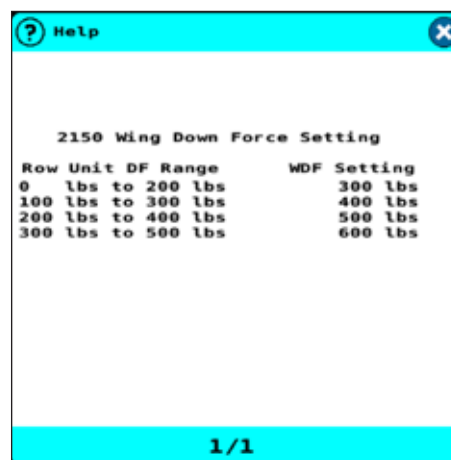 ? Help
2150 Wing Down Force Setting
Row Unit DF Range WDF Setting
0 lbs to 200 lbs 300 lbs
100 lbs to 300 lbs 400 lbs
200 lbs to 400 lbs 500 lbs
300 lbs to 500 lbs 600 lbs
1/1